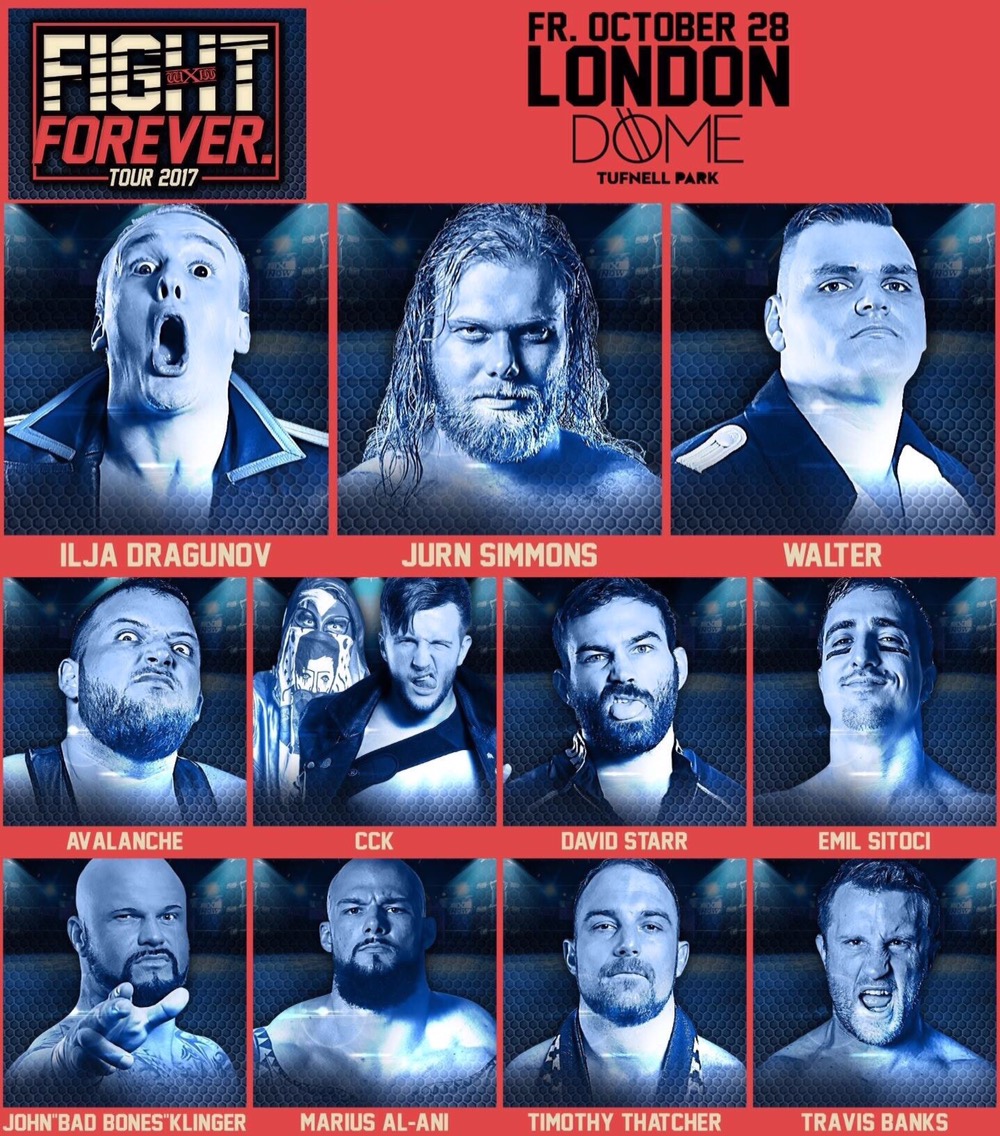 FIGHT
wXw
FOREVER.
TOUR 2017
FR. OCTOBER 28
LONDON
DOME
TUFNELL PARK
ILJA DRAGUNOV
JURN SIMMONS
WALTER
AVALANCHE
CCK
DAVID STARR
EMIL SITOCI
JOHN"BAD BONES"KLINGER
MARIUS AL-ANI
TIMOTHY THATCHER
TRAVIS BANKS